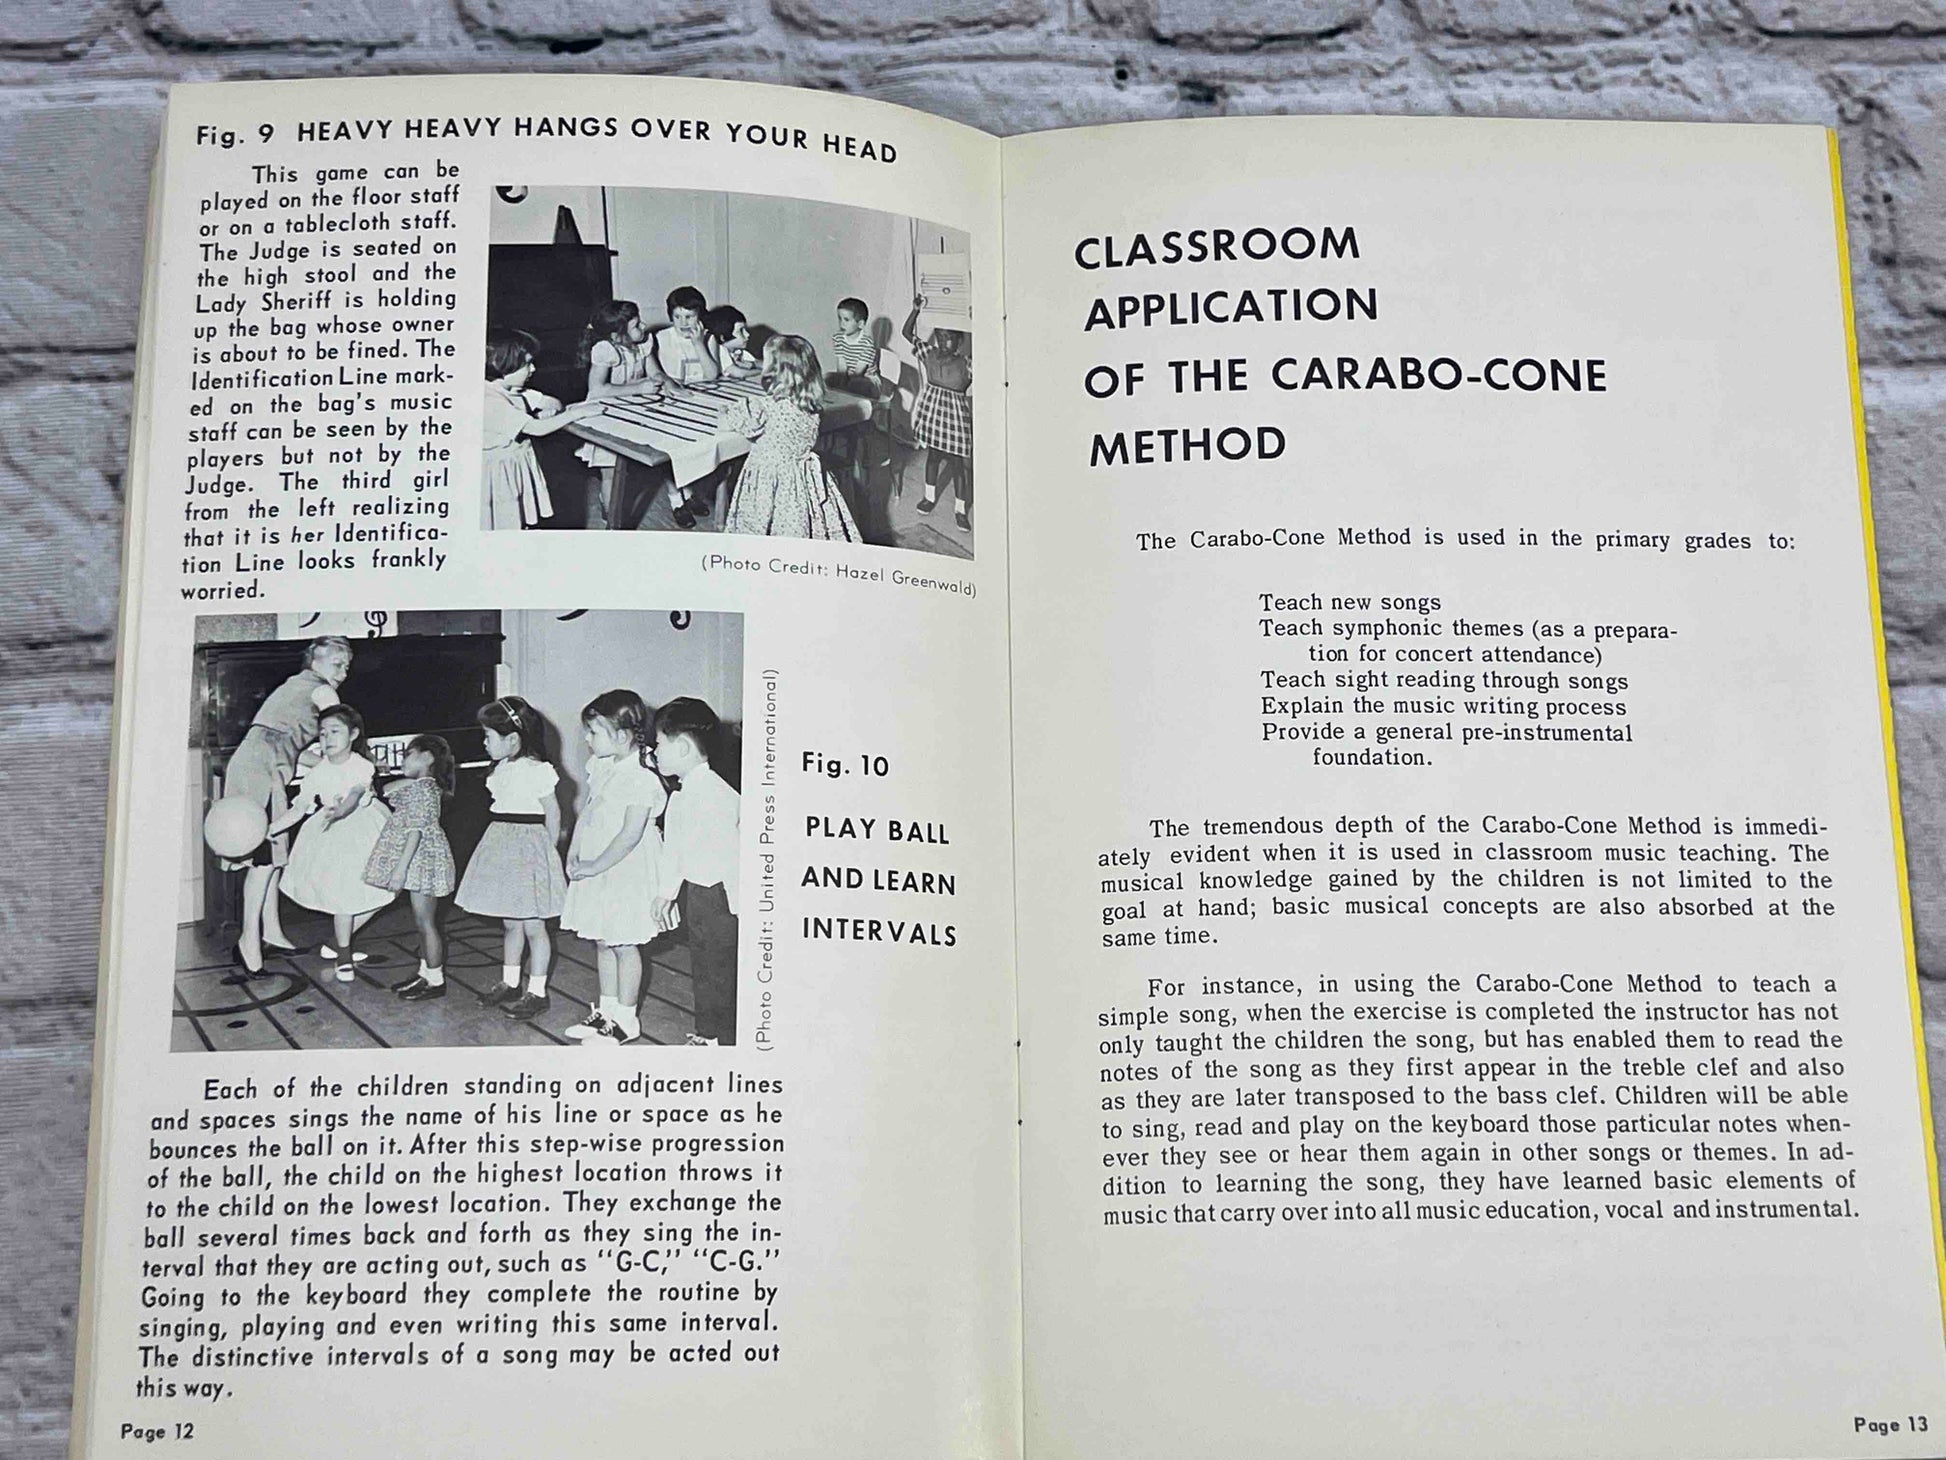 Fig. 9 HEAVY HEAVY HANGS OVER YOUR HEAD
This game can be
played on the floor staff
or on a tablecloth staff.
The Judge is seated on
the high stool and the
Lady Sheriff is holding
up the bag whose owner
is about to be fined. The
Identification Line mark-
ed on the bag's music
staff can be seen by the
players but not by the
Judge. The third girl
from the left realizing
that it is her Identifica-
tion Line looks frankly
worried.
(Photo Credit: Hazel Greenwald)
(Photo Credit: United Press International)
Fig. 10
PLAY BALL
AND LEARN
INTERVALS
Each of the children standing on adjacent lines
and spaces sings the name of his line or space as he
bounces the ball on it. After this step-wise progression
of the ball, the child on the highest location throws it
to the child on the lowest location. They exchange the
ball several times back and forth as they sing the in-
terval that they are acting out, such as "G-C," "C-G."
Going to the keyboard they complete the routine by
singing, playing and even writing this same interval.
The distinctive intervals of a song may be acted out
this way.
Page 12
CLASSROOM
APPLICATION
OF THE CARABO-CONE
METHOD
The Carabo-Cone Method is used in the primary grades to:
Teach new songs
Teach symphonic themes (as a prepara-
tion for concert attendance)
Teach sight reading through songs
Explain the music writing process
Provide a general pre-instrumental
foundation.
The tremendous depth of the Carabo-Cone Method is immedi-
ately evident when it is used in classroom music teaching. The
musical knowledge gained by the children is not limited to the
goal at hand; basic musical concepts are also absorbed at the
same time.
For instance, in using the Carabo-Cone Method to teach a
simple song, when the exercise is completed the instructor has not
only taught the children the song, but has enabled them to read the
notes of the song as they first appear in the treble clef and also
as they are later transposed to the bass clef. Children will be able
to sing, read and play on the keyboard those particular notes when-
ever they see or hear them again in other songs or themes. In ad-
dition to learning the song, they have learned basic elements of
music that carry over into all music education, vocal and instrumental.
Page 13